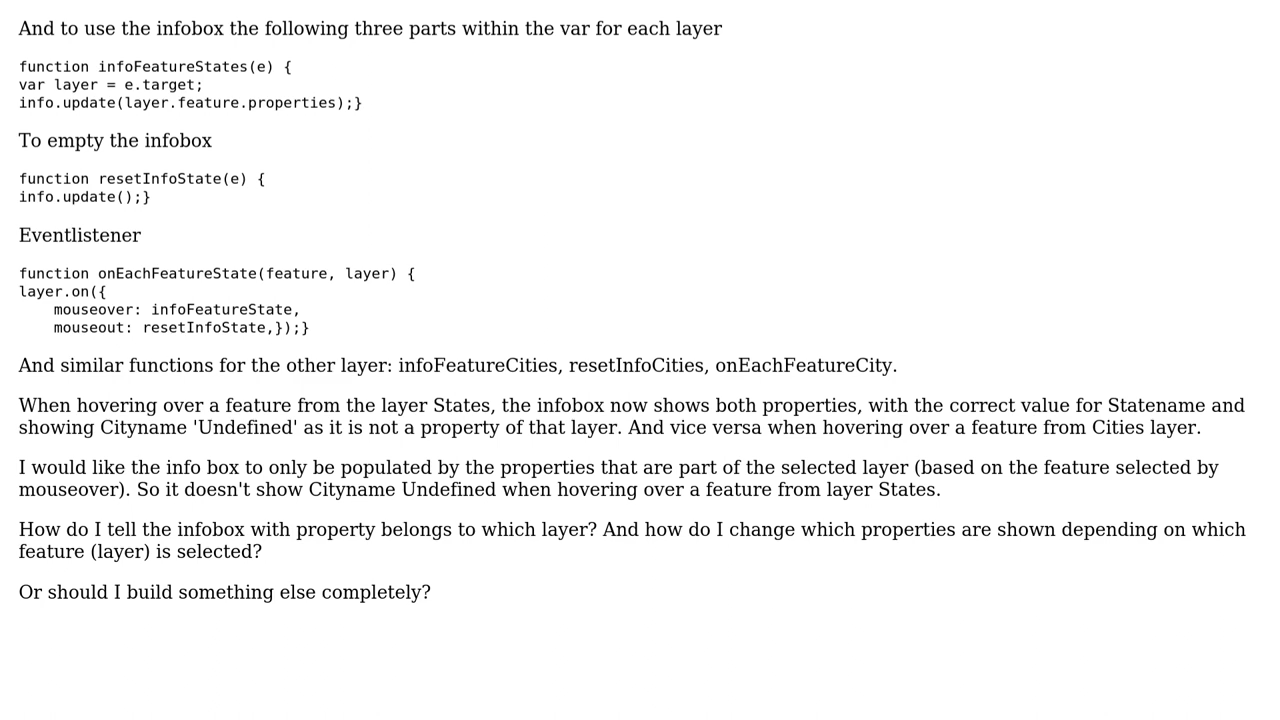 And to use the infobox the following three parts within the var for each layer
function infoFeatureStates(e) {
var layer = e.target;
info.update(layer.feature.properties);}
To empty the infobox
function resetInfoState(e) {
info.update();}
Eventlistener
function onEachFeatureState(feature, layer) {
layer.on({
    mouseover: infoFeatureState,
    mouseout: resetInfoState,});}
And similar functions for the other layer: infoFeatureCities, resetInfoCities, onEachFeatureCity.
When hovering over a feature from the layer States, the infobox now shows both properties, with the correct value for Statename and
showing Cityname 'Undefined' as it is not a property of that layer. And vice versa when hovering over a feature from Cities layer.
I would like the info box to only be populated by the properties that are part of the selected layer (based on the feature selected by
mouseover). So it doesn't show Cityname Undefined when hovering over a feature from layer States.
How do I tell the infobox with property belongs to which layer? And how do I change which properties are shown depending on which
feature (layer) is selected?
Or should I build something else completely?